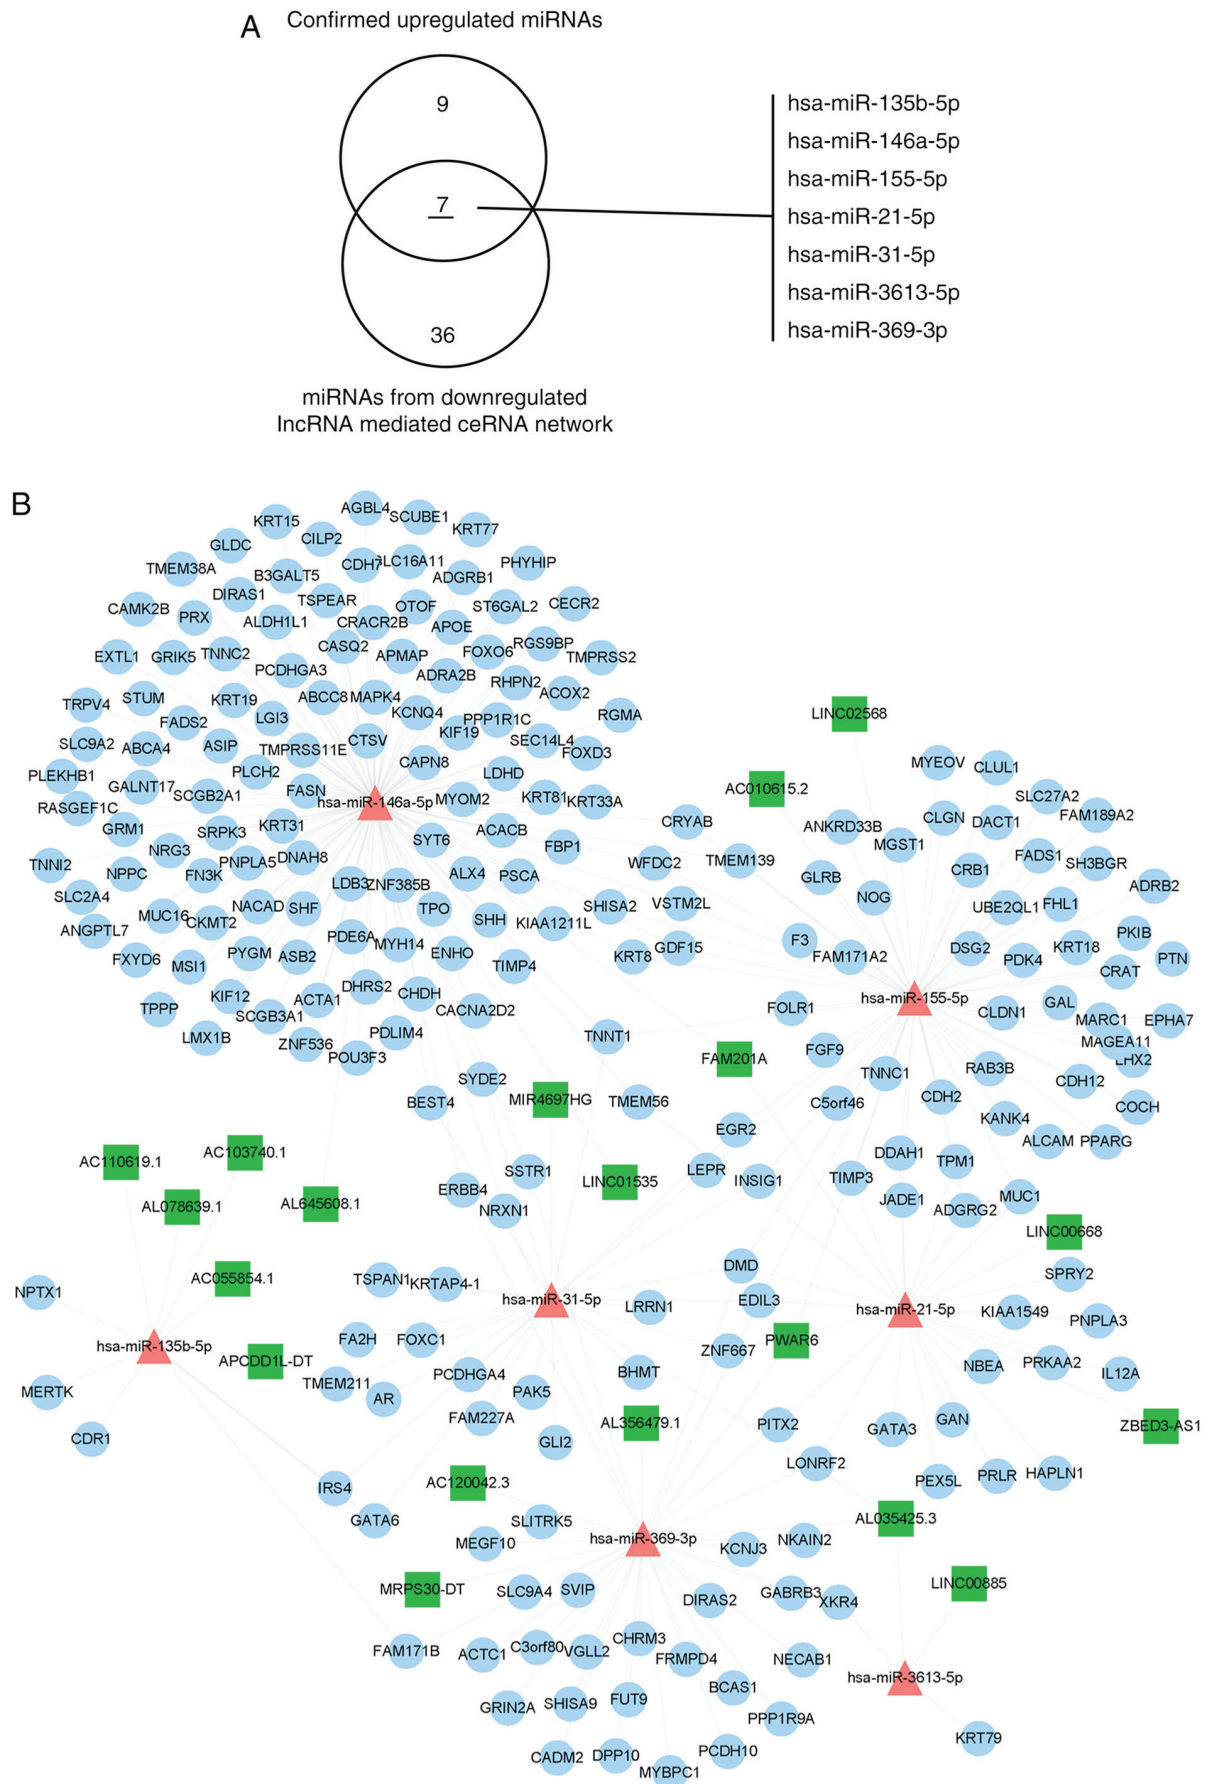 A
Confirmed upregulated miRNAs
9
7
36
hsa-miR-135b-5p
hsa-miR-146a-5p
hsa-miR-155-5p
hsa-miR-21-5p
hsa-miR-31-5p
hsa-miR-3613-5p
hsa-miR-369-3p
miRNAs from downregulated
lncRNA mediated ceRNA network
B
AGBL4
SCUBE1
KRT15
CILP2
KRT77
GLDC
TMEM38A
B3GALT5
CDH7
SLC16A11
ADGRB1
PHYHIP
DIRAS1
TSPEAR
OTOF
ST6GAL2
CECR2
CAMK2B
PRX
ALDH1L1
CRACR2B
APOE
EXTL1
GRIK5
TNNC2
CASQ2
APMAP
FOXO6
RGS9BP
TMPRSS2
PCDHGA3
ADRA2B
RHPN2
ACOX2
TRPV4
STUM
KRT19
ABCC8
MAPK4
KCNQ4
PPP1R1C
RGMA
FADS2
LGI3
KIF19
SEC14L4
FOXD3
SLC9A2
ABCA4
ASIP
TMPRSS11E
CTSV
CAPN8
PLEKHB1
GALNT17
PLCH2
LDHD
RASGEF1C
SCGB2A1
FASN
hsa-miR-146a-5p
MYOM2
KRT81
KRT33A
GRM1
SRPK3
KRT31
SYT6
ACACB
FBP1
TNNI2
NRG3
NPPC
FN3K
PNPLA5
DNAH8
LDB3
ZNF385B
ALX4
PSCA
SLC2A4
MUC16
CKMT2
NACAD
SHF
TPO
SHH
KIAA1211L
SHISA2
ANGPTL7
FXYD6
MSI1
PYGM
ASB2
PDE6A
MYH14
ENHO
TIMP4
TPPP
KIF12
SCGB3A1
ACTA1
DHRS2
CHDH
CACNA2D2
LMX1B
ZNF536
POU3F3
PDLIM4
LINC02568
AC010615.2
MYEOV
CLUL1
SLC27A2
FAM189A2
CRYAB
ANKRD33B
CLGN
DACT1
MGST1
WFDC2
TMEM139
GLRB
CRB1
FADS1
SH3BGR
ADRB2
NOG
VSTM2L
UBE2QL1
FHL1
KRT8
GDF15
F3
FAM171A2
DSG2
PDK4
KRT18
PKIB
CRAT
PTN
FOLR1
hsa-miR-155-5p
CLDN1
GAL
MARC1
EPHA7
MAGEA11
LHX2
TNNT1
FAM201A
FGF9
TNNC1
RAB3B
CDH12
SYDE2
BEST4
MIR4697HG
TMEM56
C5orf46
CDH2
KANK4
COCH
EGR2
ALCAM
PPARG
AC110619.1
AC103740.1
SSTR1
LEPR
INSIG1
DDAH1
TPM1
TIMP3
AL078639.1
AL645608.1
ERBB4
NRXN1
LINC01535
JADE1
ADGRG2
MUC1
LINC00668
AC055854.1
TSPAN1
KRTAP4-1
DMD
SPRY2
NPTX1
hsa-miR-31-5p
LRRN1
EDIL3
hsa-miR-21-5p
KIAA1549
PNPLA3
hsa-miR-135b-5p
APCDD1L-DT
FA2H
FOXC1
ZNF667
PWAR6
MERTK
TMEM211
AR
PCDHGA4
PAK5
BHMT
NBEA
PRKAA2
IL12A
CDR1
FAM227A
GLI2
AL356479.1
PITX2
GATA3
GAN
ZBED3-AS1
IRS4
AC120042.3
LONRF2
PEX5L
PRLR
HAPLN1
GATA6
SLITRK5
MEGF10
hsa-miR-369-3p
KCNJ3
NKAIN2
AL035425.3
MRPS30-DT
SLC9A4
SVIP
DIRAS2
GABRB3
XKR4
LINC00885
FAM171B
ACTC1
C3orf80
VGLL2
CHRM3
FRMPD4
NECAB1
hsa-miR-3613-5p
GRIN2A
SHISA9
FUT9
BCAS1
PPP1R9A
KRT79
CADM2
DPP10
MYBPC1
PCDH10